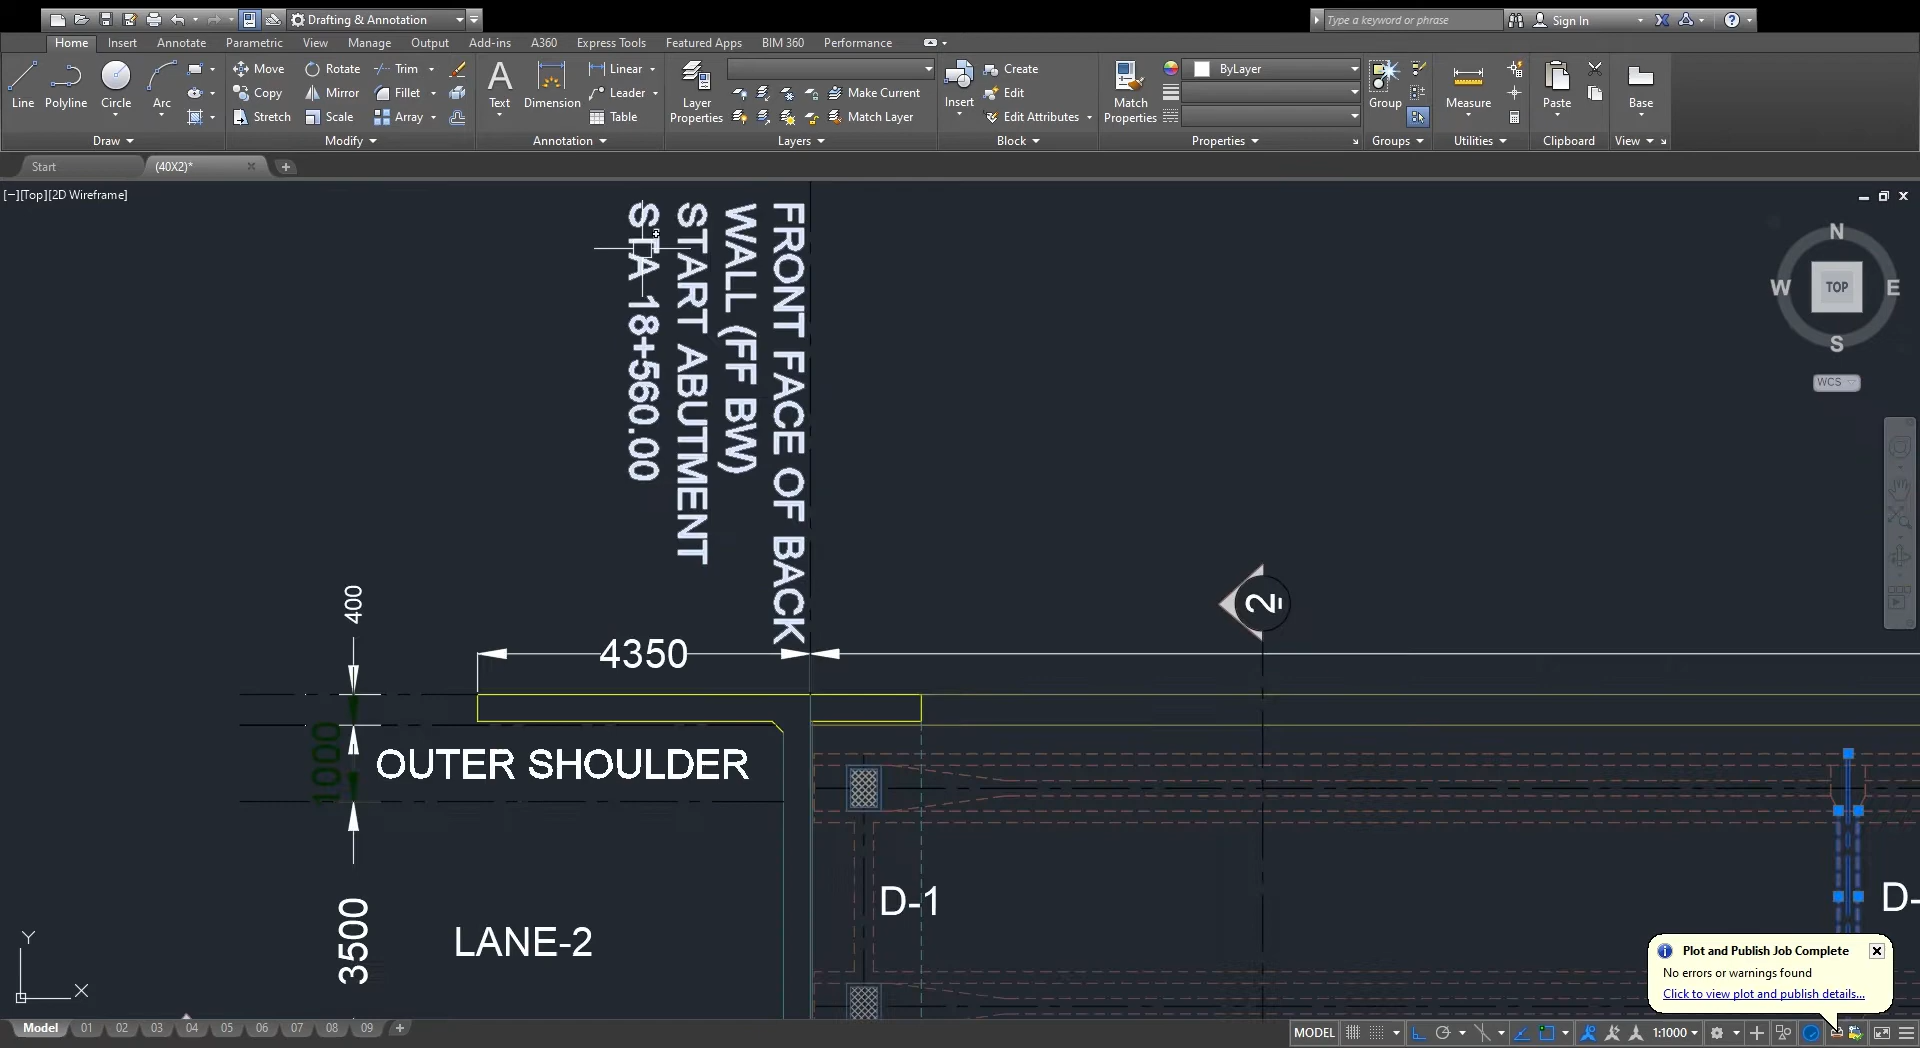 Drafting & Annotation
Type a keyword or phrase
Sign In
Home Insert Annotate Parametric View Manage Output Add-ins A360 Express Tools Featured Apps BIM 360 Performance
Line
Polyline
Circle
Arc
Draw
Move
Rotate
Trim
Copy
Mirror
Fillet
Stretch
Scale
Array
Modify
Text
Dimension
Linear
Leader
Table
Annotation
Layer
Properties
Make Current
Match Layer
Layers
Insert
Create
Edit
Edit Attributes
Block
Match
Properties
ByLayer
Properties
Group
Groups
Measure
Utilities
Paste
Clipboard
Base
View
Start
(40X2)*
[−][Top][2D Wireframe]
FRONT FACE OF BACK
WALL (FF BW)
START ABUTMENT
STA 18+560.00
N
W
TOP
E
S
WCS
400
4350
2
1000
OUTER SHOULDER
3500
LANE-2
D-1
D-
Y
X
Plot and Publish Job Complete
No errors or warnings found
Click to view plot and publish details...
Model 01 02 03 04 05 06 07 08 09
MODEL
1:1000